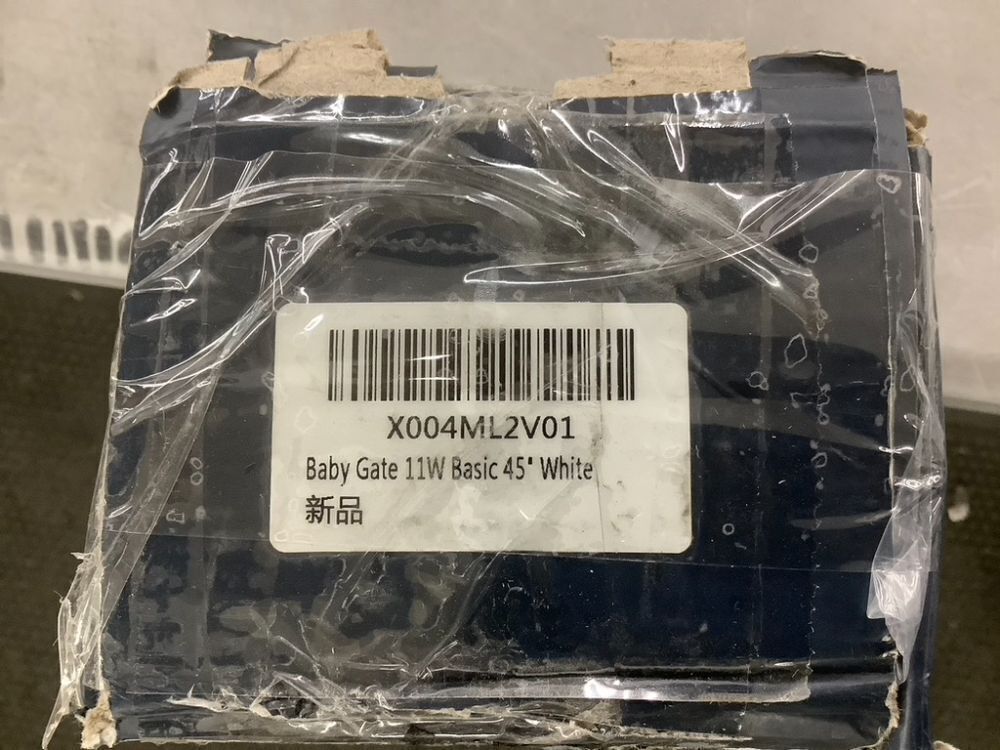 X004ML2V01
Baby Gate 11W Basic 45" White
新品